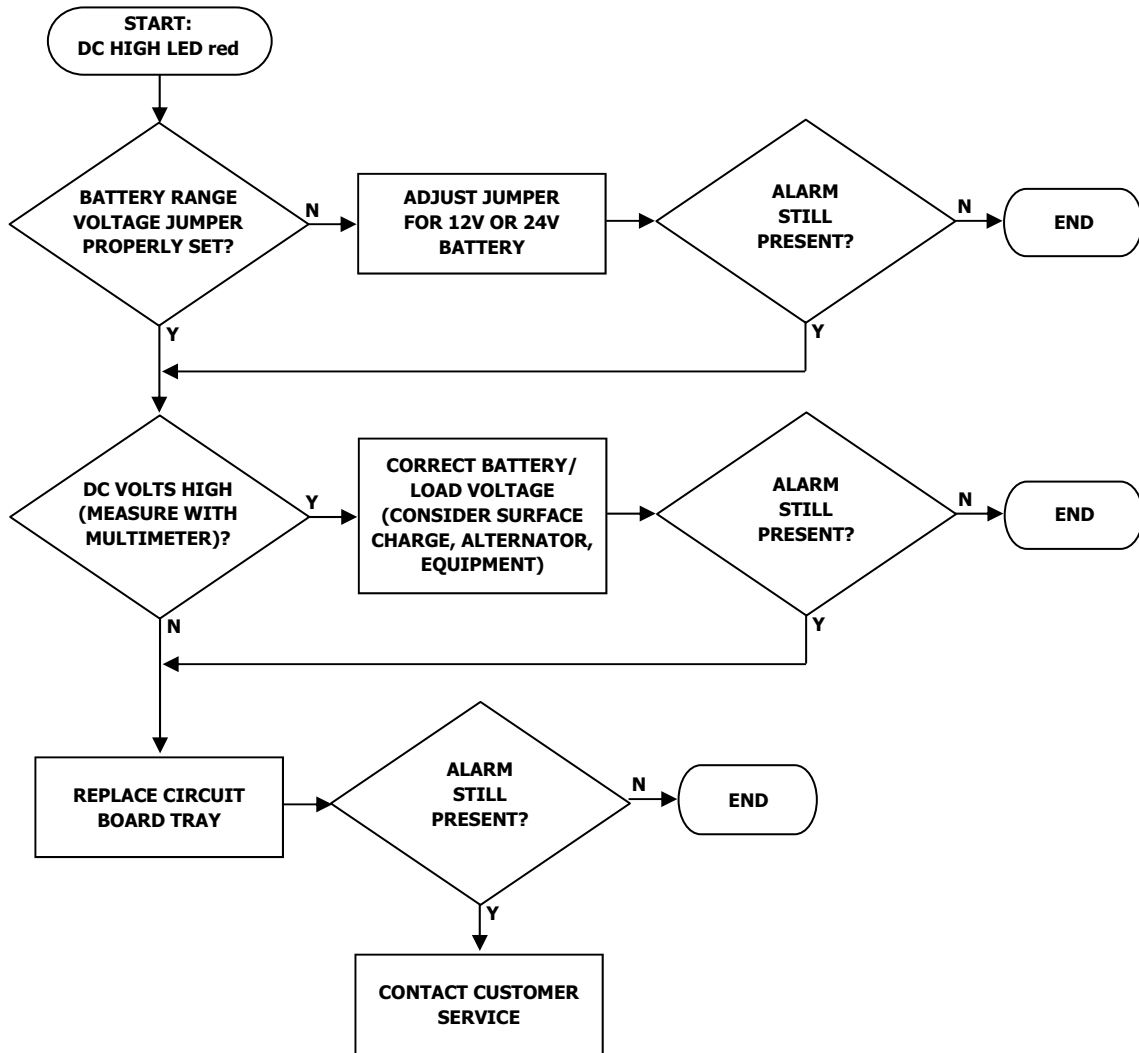 START:
DC HIGH LED red
BATTERY RANGE
VOLTAGE JUMPER
PROPERLY SET?
N
ADJUST JUMPER
FOR 12V OR 24V
BATTERY
ALARM
STILL
PRESENT?
N
END
Y
Y
DC VOLTS HIGH
(MEASURE WITH
MULTIMETER)?
Y
CORRECT BATTERY/
LOAD VOLTAGE
(CONSIDER SURFACE
CHARGE, ALTERNATOR,
EQUIPMENT)
ALARM
STILL
PRESENT?
N
END
N
Y
REPLACE CIRCUIT
BOARD TRAY
ALARM
STILL
PRESENT?
N
END
Y
CONTACT CUSTOMER
SERVICE